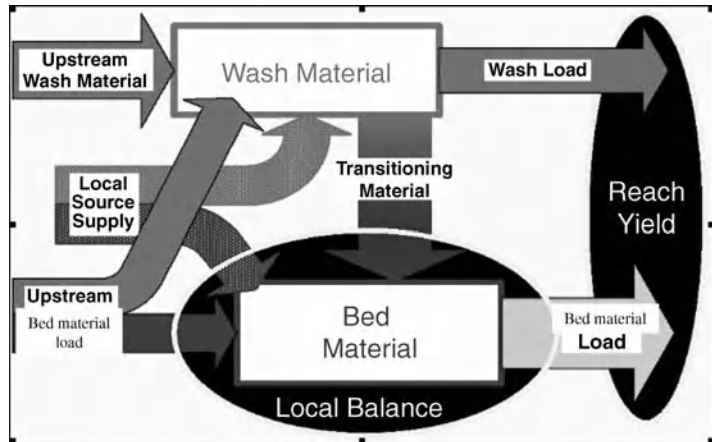 Upstream
Wash Material
Wash Material
Wash Load
Local
Source
Supply
Transitioning
Material
Reach
Yield
Upstream
Bed material
load
Bed
Material
Bed material
Load
Local Balance